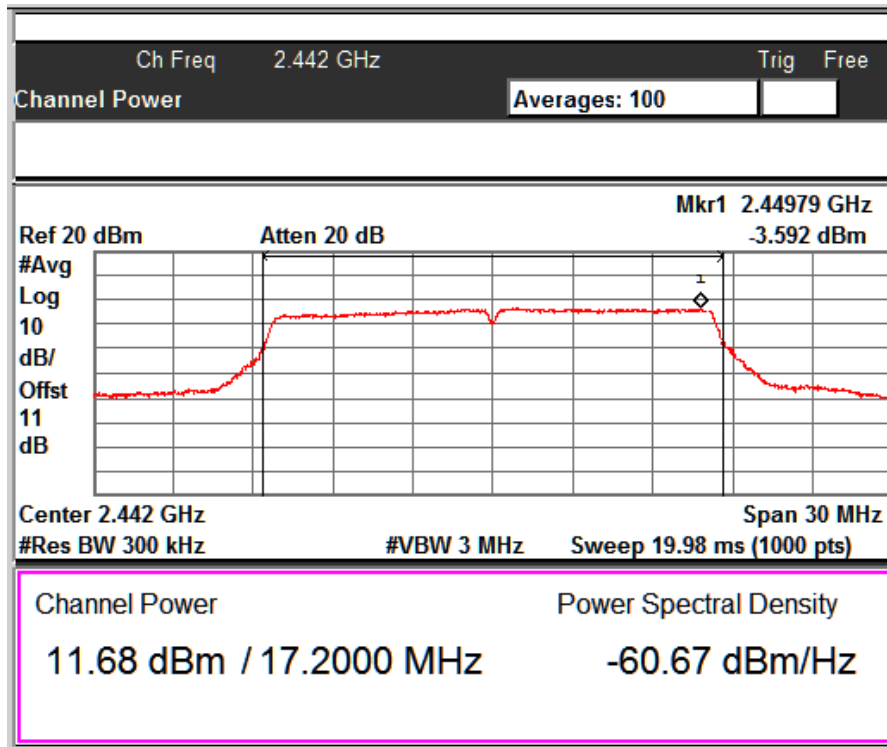 Ch Freq 2.442 GHz Trig Free
Channel Power Averages: 100
Mkr1 2.44979 GHz
Ref 20 dBm Atten 20 dB -3.592 dBm
#Avg
Log
10
dB/
Offst
11
dB
1
Center 2.442 GHz Span 30 MHz
#Res BW 300 kHz #VBW 3 MHz Sweep 19.98 ms (1000 pts)
Channel Power Power Spectral Density
11.68 dBm / 17.2000 MHz -60.67 dBm/Hz